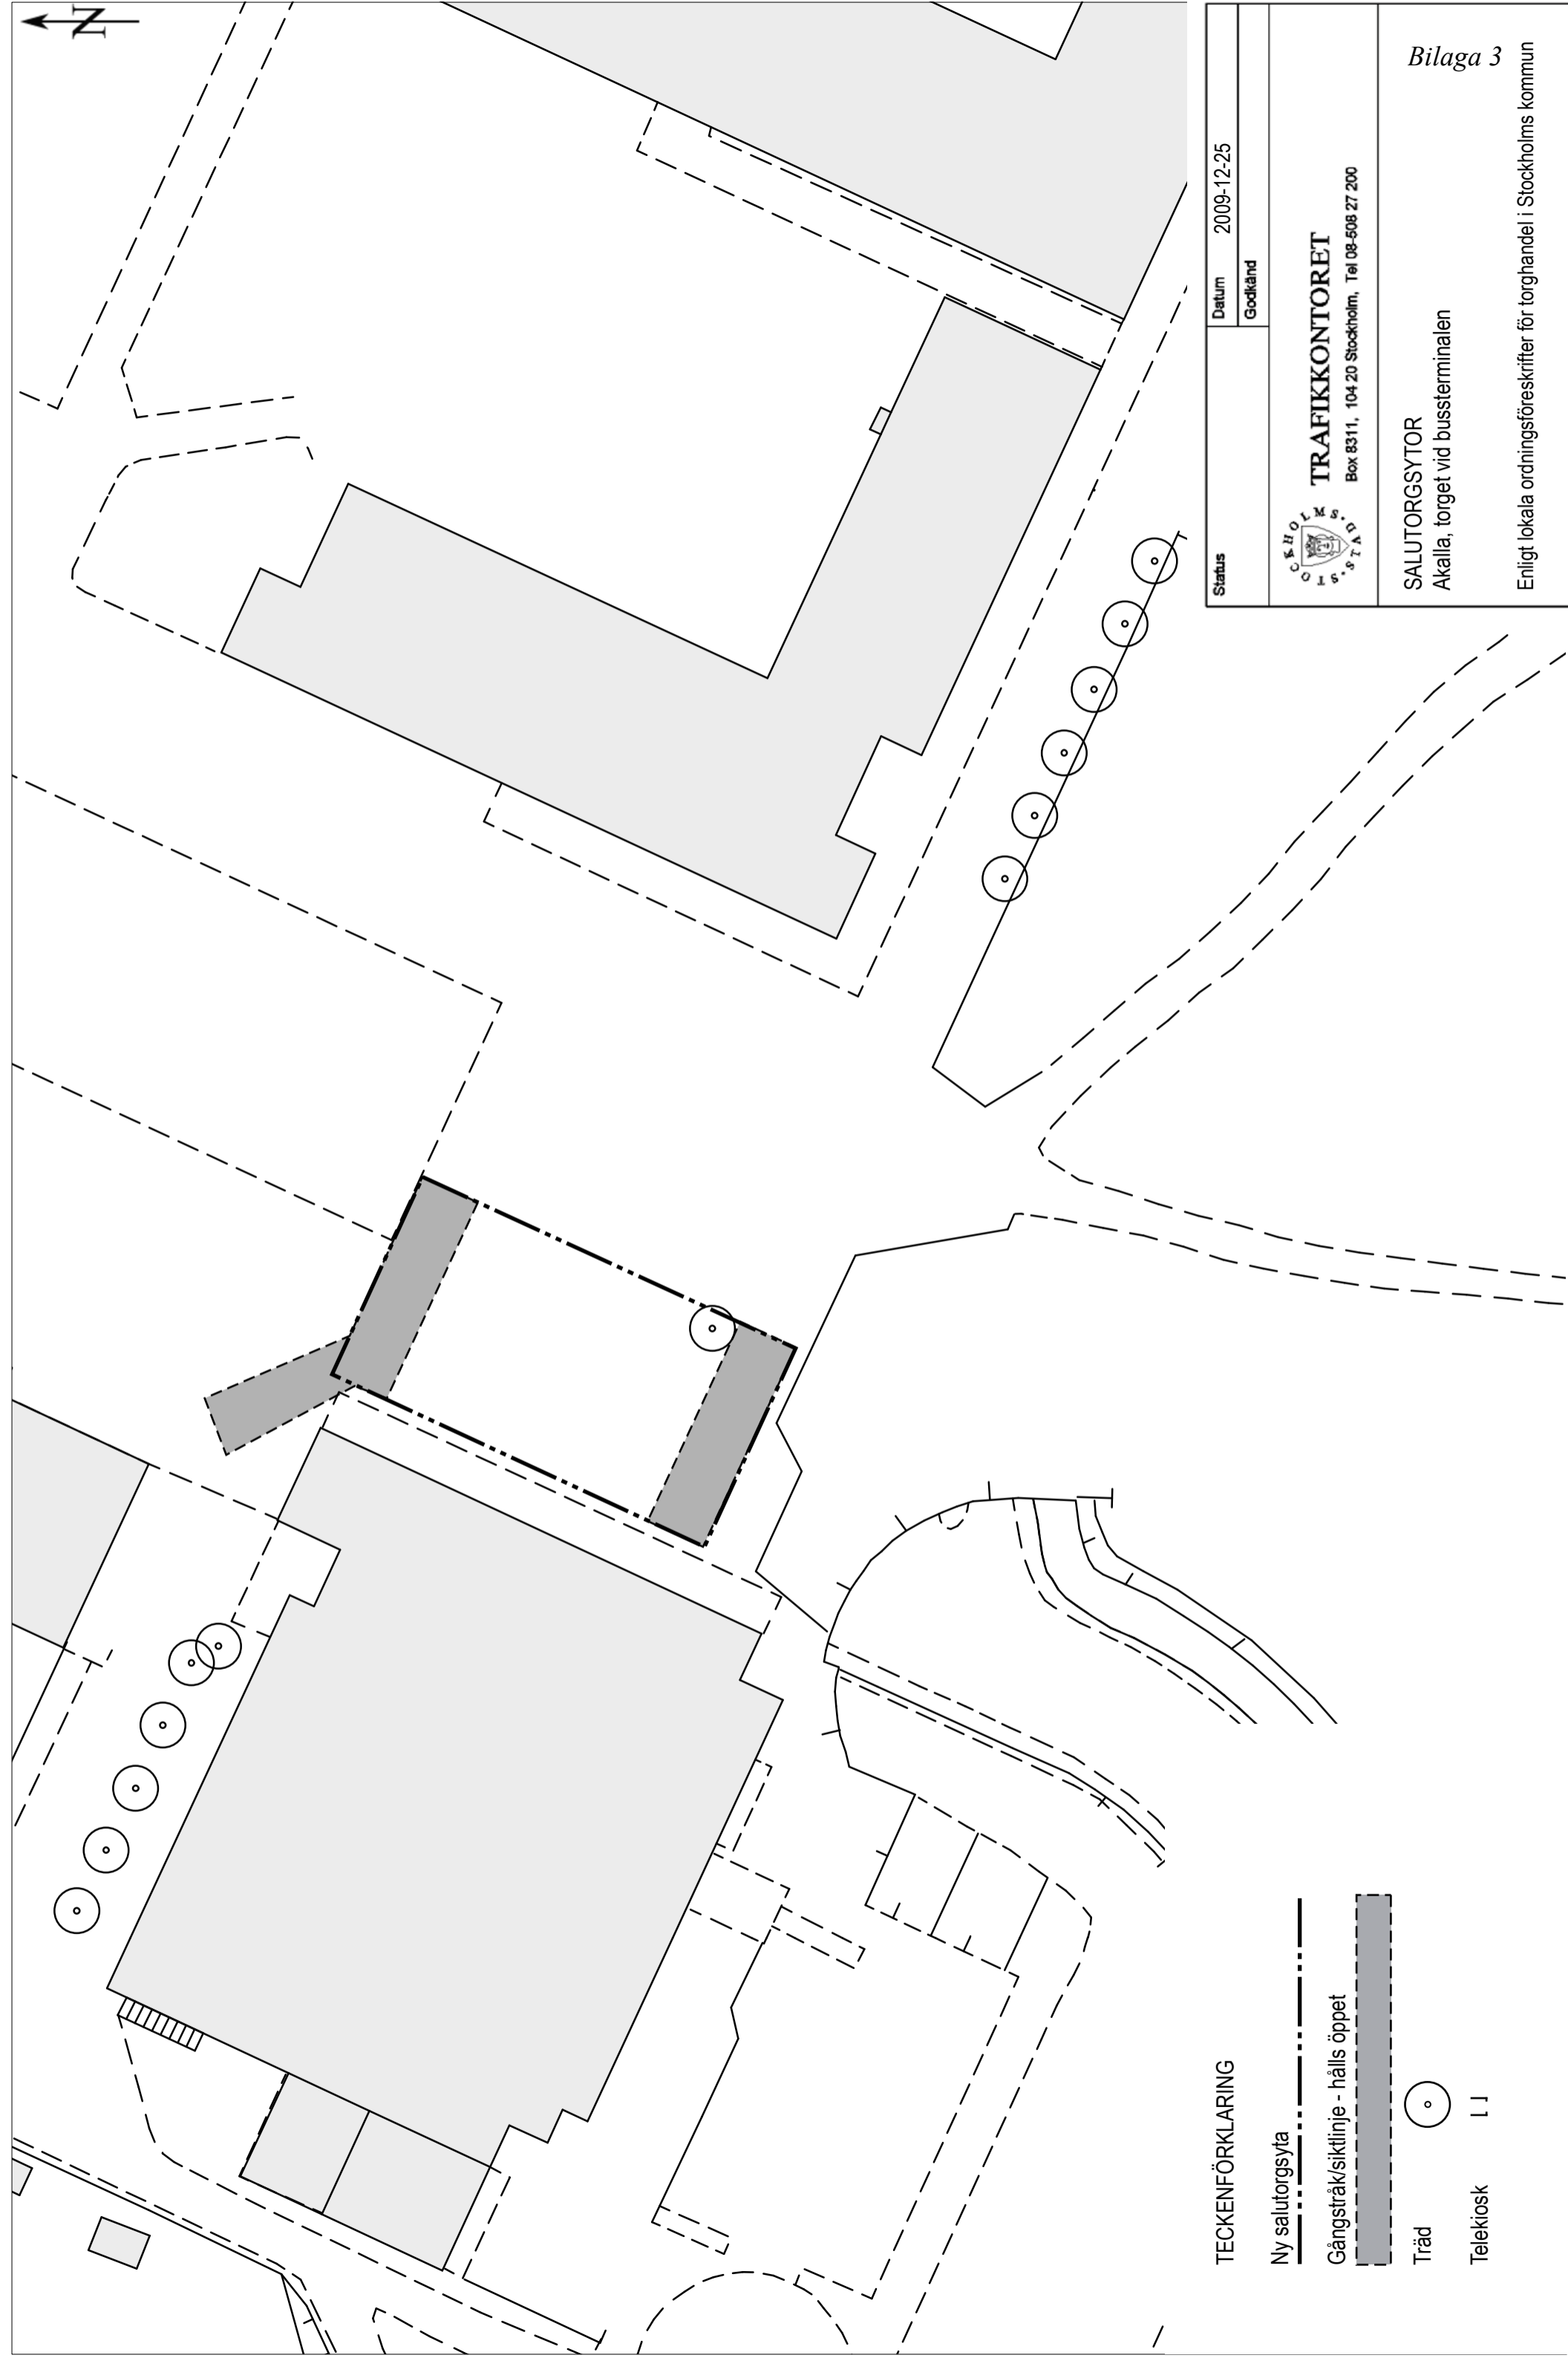 N
Bilaga 3
Status
Datum 2009-12-25
Godkänd
STOCKHOLMS·STAD·
TRAFIKKONTORET
Box 8311, 104 20 Stockholm, Tel 08-508 27 200
SALUTORGSYTOR
Akalla, torget vid bussterminalen
Enligt lokala ordningsföreskrifter för torghandel i Stockholms kommun
TECKENFÖRKLARING
Ny salutorgsyta
Gångstråk/siktlinje - hålls öppet
Träd
Telekiosk